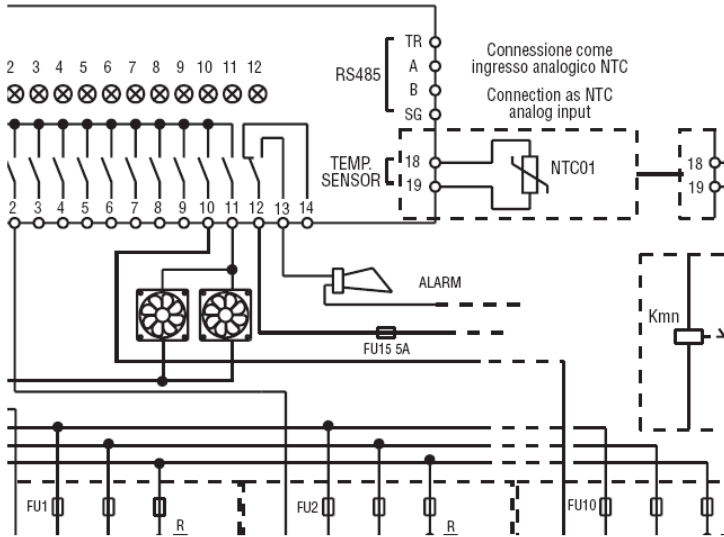 TR
A
RS485
B
SG
Connessione come
ingresso analogico NTC
Connection as NTC
analog input
2 3 4 5 6 7 8 9 10 11 12
TEMP.
SENSOR
18
19
NTC01
18
19
2 3 4 5 6 7 8 9 10 11 12 13 14
ALARM
FU15 5A
Kmn
FU1
R
FU2
R
FU10